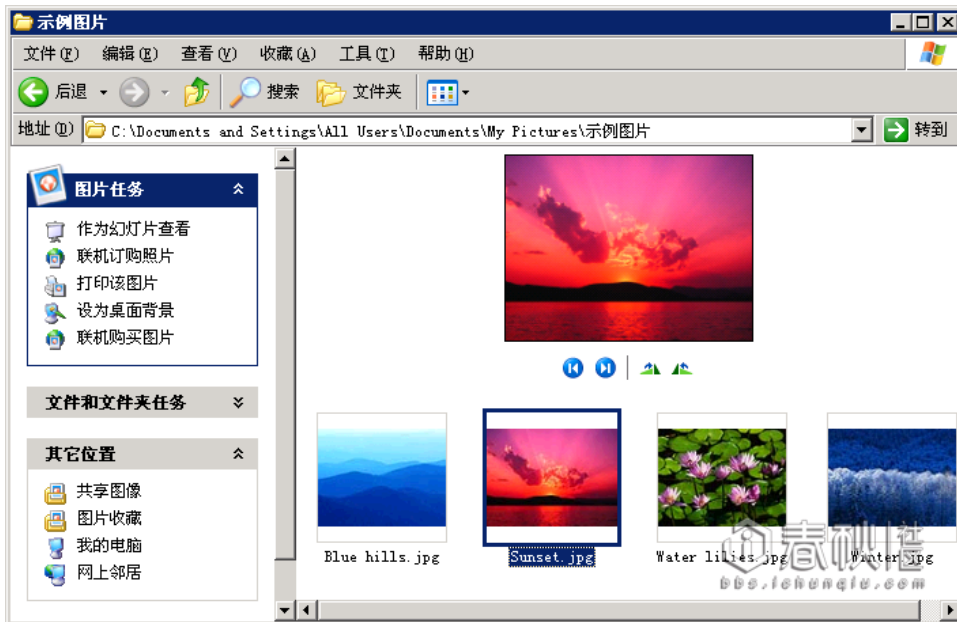 示例图片
文件(F) 编辑(E) 查看(V) 收藏(A) 工具(T) 帮助(H)
后退 搜索 文件夹
地址(D) C:\Documents and Settings\All Users\Documents\My Pictures\示例图片 转到
图片任务
作为幻灯片查看
联机订购照片
打印该图片
设为桌面背景
联机购买图片
文件和文件夹任务
其它位置
共享图像
图片收藏
我的电脑
网上邻居
Blue hills.jpg Sunset.jpg Water lilies.jpg Winter.jpg
春秋社